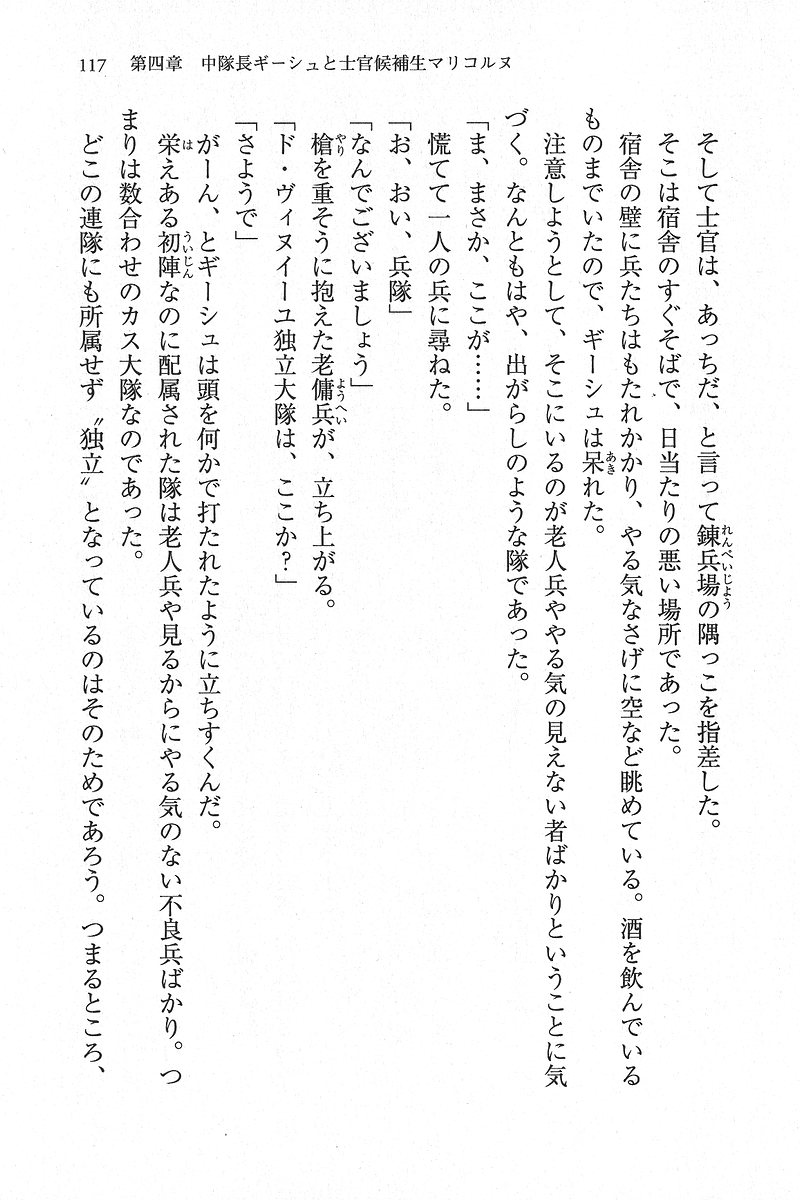 117　第四章　中隊長ギーシュと士官候補生マリコルヌ
そして士官は、あっちだ、と言って錬兵場の隅っこを指差した。
そこは宿舎のすぐそばで、日当たりの悪い場所であった。
宿舎の壁に兵たちはもたれかかり、やる気なさげに空など眺めている。酒を飲んでいる
ものまでいたので、ギーシュは呆れた。
注意しようとして、そこにいるのが老人兵ややる気の見えない者ばかりということに気
づく。なんともはや、出がらしのような隊であった。
「ま、まさか、ここが……」
慌てて一人の兵に尋ねた。
「お、おい、兵隊」
「なんでございましょう」
槍を重そうに抱えた老傭兵が、立ち上がる。
「ド・ヴィヌイーユ独立大隊は、ここか？」
「さようで」
がーん、とギーシュは頭を何かで打たれたように立ちすくんだ。
栄えある初陣なのに配属された隊は老人兵や見るからにやる気のない不良兵ばかり。つ
まりは数合わせのカス大隊なのであった。
どこの連隊にも所属せず〝独立〟となっているのはそのためであろう。つまるところ、